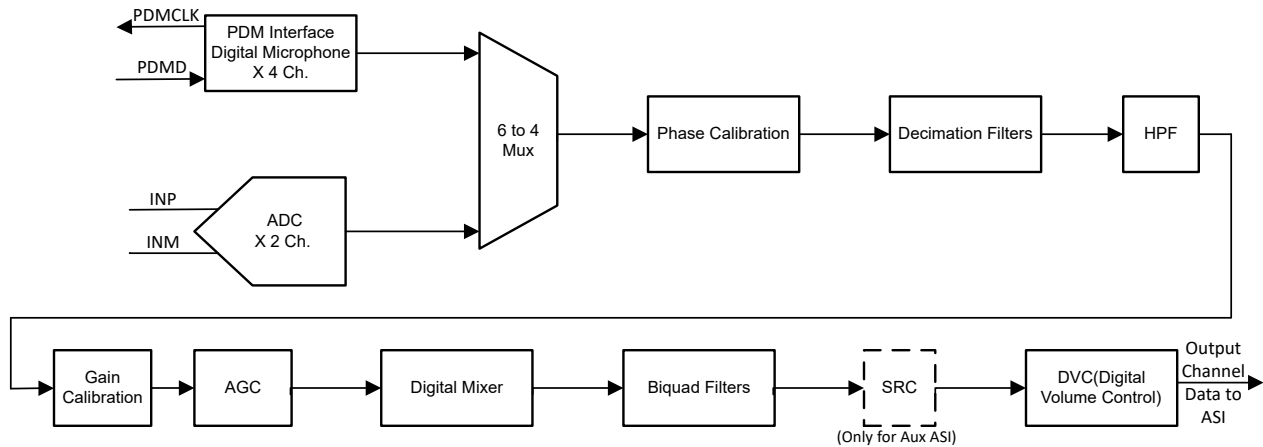 PDMCLK
PDMD
PDM Interface
Digital Microphone
X 4 Ch.
INP
INM
ADC
X 2 Ch.
6 to 4
Mux
Phase Calibration
Decimation Filters
HPF
Gain
Calibration
AGC
Digital Mixer
Biquad Filters
SRC
(Only for Aux ASI)
DVC(Digital
Volume Control)
Output
Channel
Data to
ASI